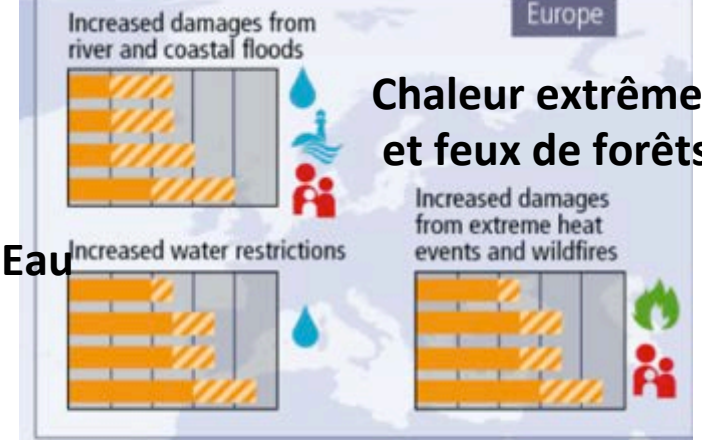 Europe
Increased damages from
river and coastal floods
Chaleur extrême
et feux de forêts
Increased damages
from extreme heat
events and wildfires
Eau
Increased water restrictions